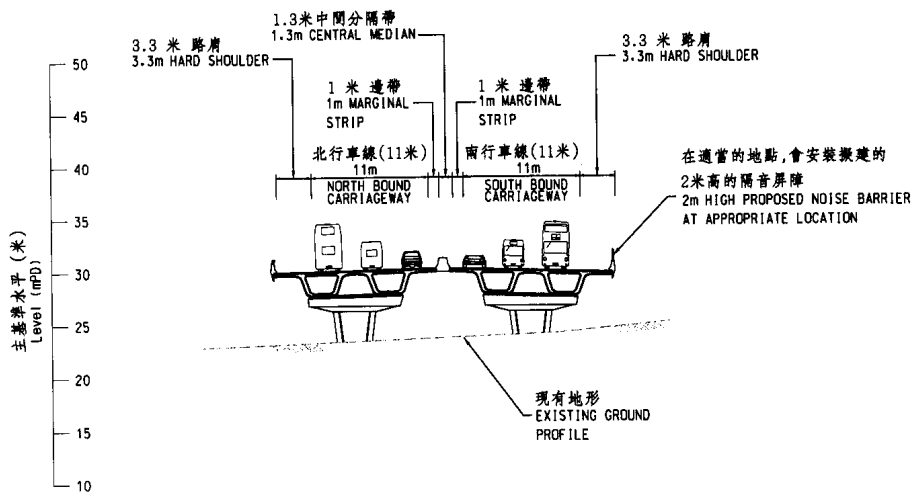 1.3米中間分隔帶
1.3m CENTRAL MEDIAN
3.3 米 路肩
3.3m HARD SHOULDER
3.3 米 路肩
3.3m HARD SHOULDER
1 米 邊帶
1m MARGINAL
STRIP
1 米 邊帶
1m MARGINAL
STRIP
北行車線(11米)
11m
NORTH BOUND
CARRIAGEWAY
南行車線(11米)
11m
SOUTH BOUND
CARRIAGEWAY
在適當的地點,會安裝擬建的
2米高的隔音屏障
2m HIGH PROPOSED NOISE BARRIER
AT APPROPRIATE LOCATION
主基準水平 (米)
Level (mPD)
50
45
40
35
30
25
20
15
10
現有地形
EXISTING GROUND
PROFILE